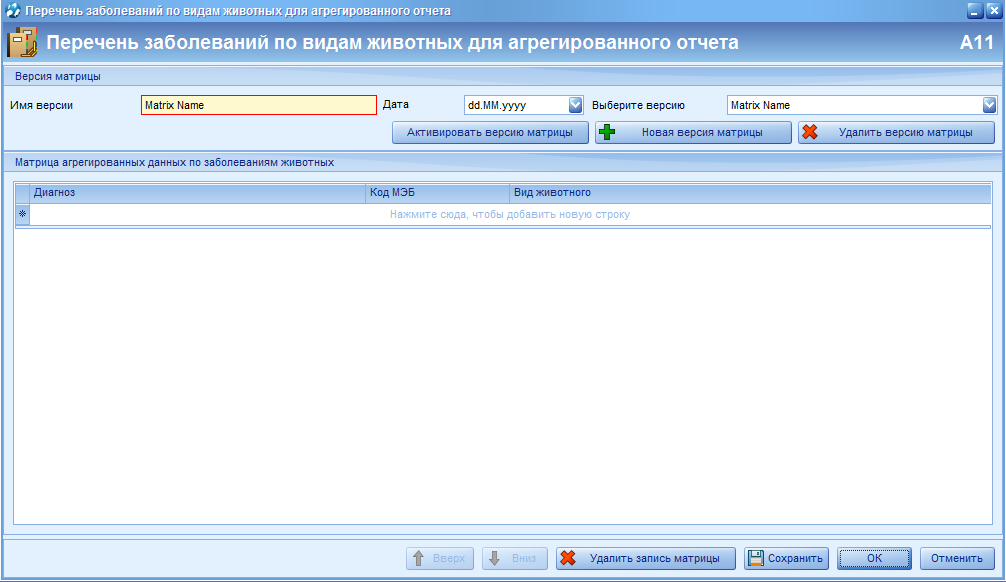 Перечень заболеваний по видам животных для агрегированного отчета
Перечень заболеваний по видам животных для агрегированного отчета A11
Версия матрицы
Имя версии Matrix Name Дата dd.MM.yyyy Выберите версию Matrix Name
Активировать версию матрицы Новая версия матрицы Удалить версию матрицы
Матрица агрегированных данных по заболеваниям животных
Диагноз Код МЭБ Вид животного
Нажмите сюда, чтобы добавить новую строку
Вверх Вниз Удалить запись матрицы Сохранить OK Отменить